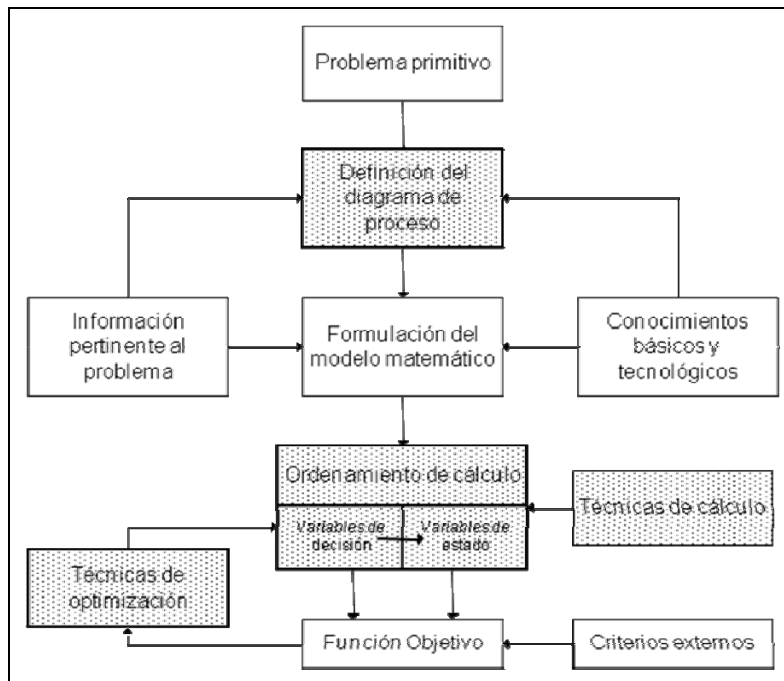 Problema primitivo
Definición del
diagrama de
proceso
Información
pertinente al
problema
Formulación del
modelo matemático
Conocimientos
básicos y
tecnológicos
Ordenamiento de cálculo
Variables de
decisión
Variables de
estado
Técnicas de cálculo
Técnicas de
optimización
Función Objetivo
Criterios externos